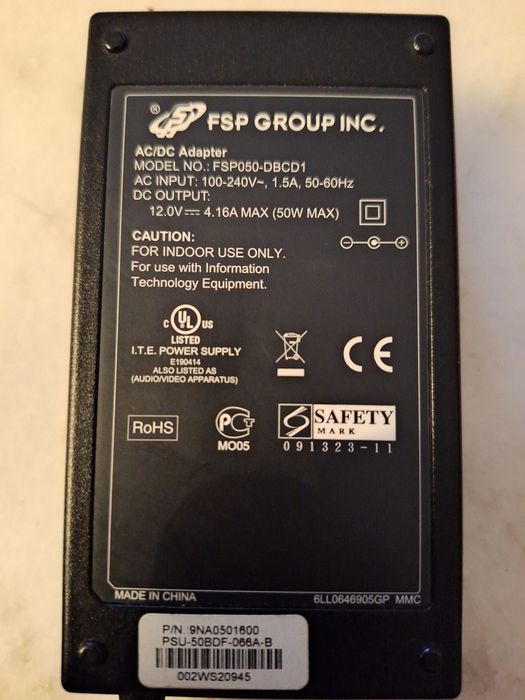 ® FSP GROUP INC.
AC/DC Adapter
MODEL NO.: FSP050-DBCD1
AC INPUT: 100-240V~, 1.5A, 50-60Hz
DC OUTPUT:
12.0V⎓ 4.16A MAX (50W MAX)
CAUTION:
FOR INDOOR USE ONLY.
For use with Information
Technology Equipment.
C UL US
LISTED
I.T.E. POWER SUPPLY
E190414
ALSO LISTED AS
(AUDIO/VIDEO APPARATUS)
CE
RoHS
MO05
SAFETY
MARK
091323-11
MADE IN CHINA
6LL0646905GP MMC
P/N.:9NA0501600
PSU-50BDF-066A-B
002WS20945